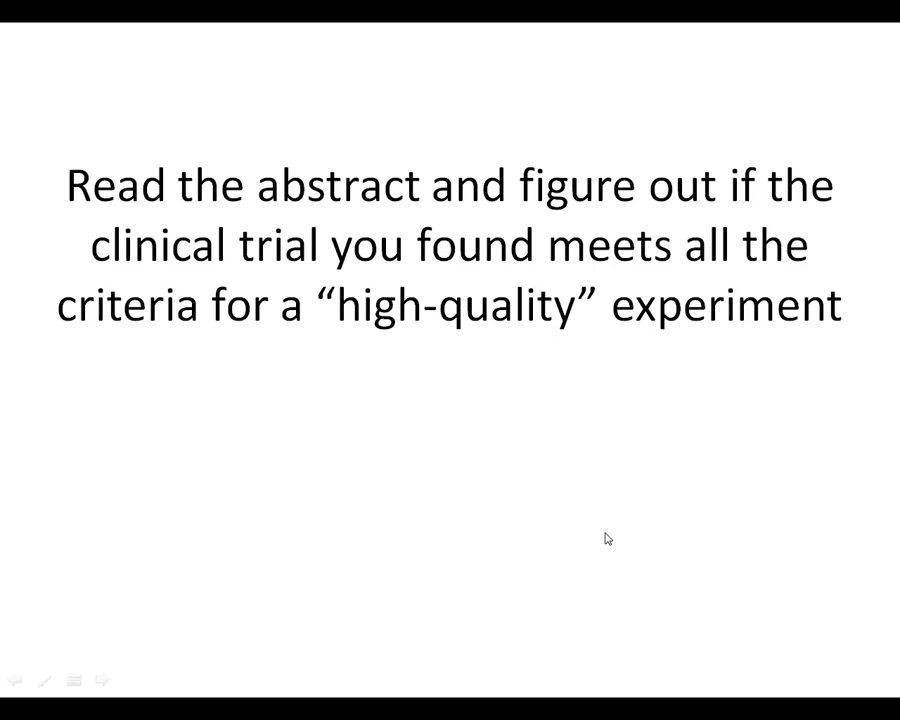 Read the abstract and figure out if the
clinical trial you found meets all the
criteria for a “high-quality” experiment